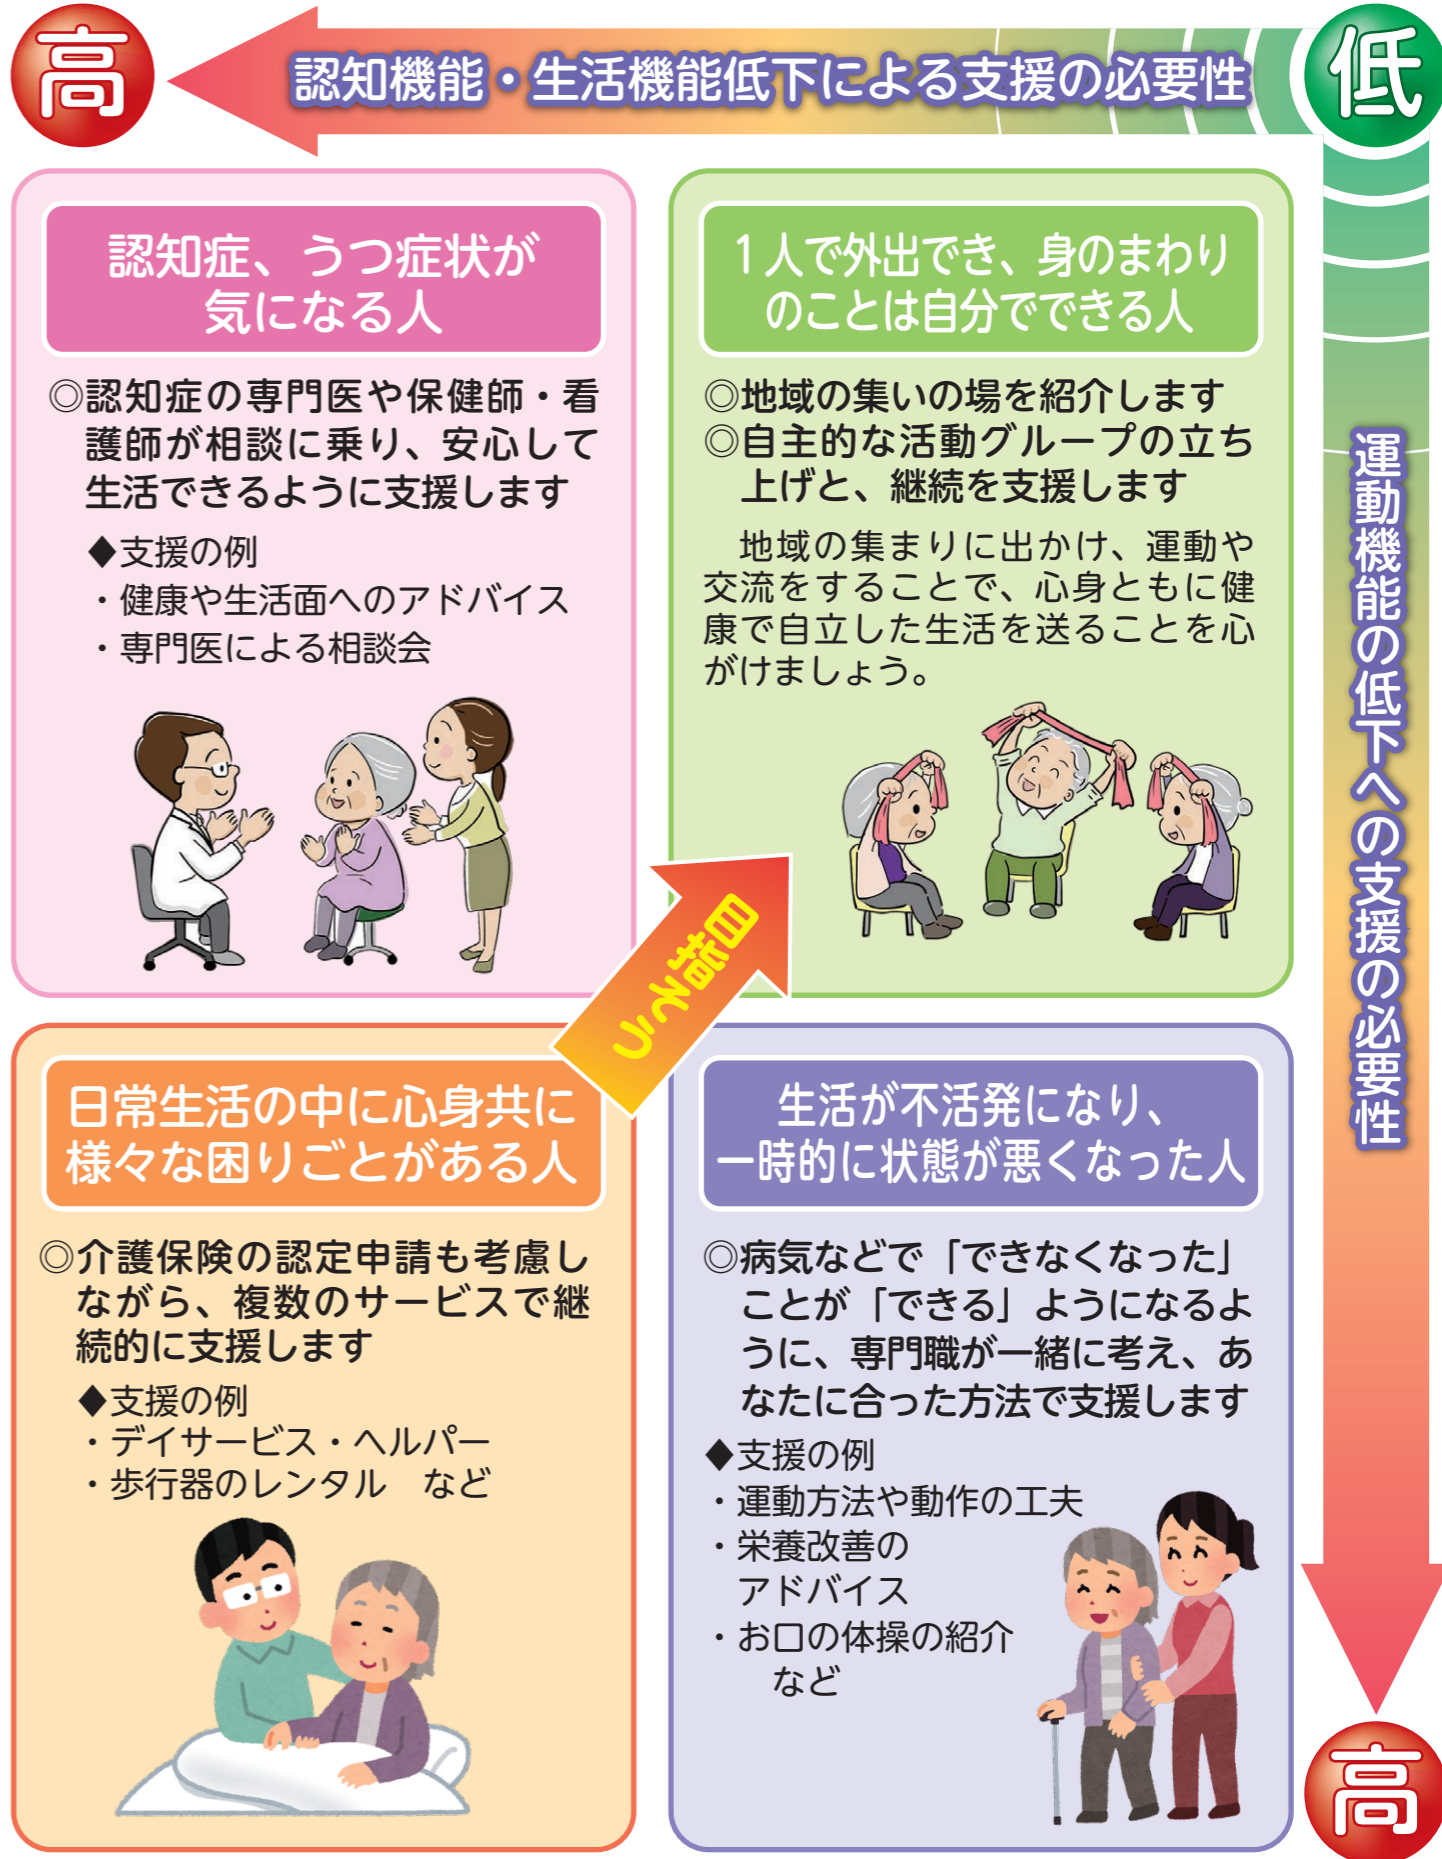 高
認知機能・生活機能低下による支援の必要性
低
認知症、うつ症状が
気になる人
◎認知症の専門医や保健師・看
護師が相談に乗り、安心して
生活できるように支援します
◆支援の例
・健康や生活面へのアドバイス
・専門医による相談会
１人で外出でき、身のまわり
のことは自分でできる人
◎地域の集いの場を紹介します
◎自主的な活動グループの立ち
上げと、継続を支援します
地域の集まりに出かけ、運動や
交流をすることで、心身ともに健
康で自立した生活を送ることを心
がけましょう。
目指そう
日常生活の中に心身共に
様々な困りごとがある人
◎介護保険の認定申請も考慮し
ながら、複数のサービスで継
続的に支援します
◆支援の例
・デイサービス・ヘルパー
・歩行器のレンタル　など
生活が不活発になり、
一時的に状態が悪くなった人
◎病気などで「できなくなった」
ことが「できる」ようになるよ
うに、専門職が一緒に考え、あ
なたに合った方法で支援します
◆支援の例
・運動方法や動作の工夫
・栄養改善の
アドバイス
・お口の体操の紹介
など
運動機能の低下への支援の必要性
高